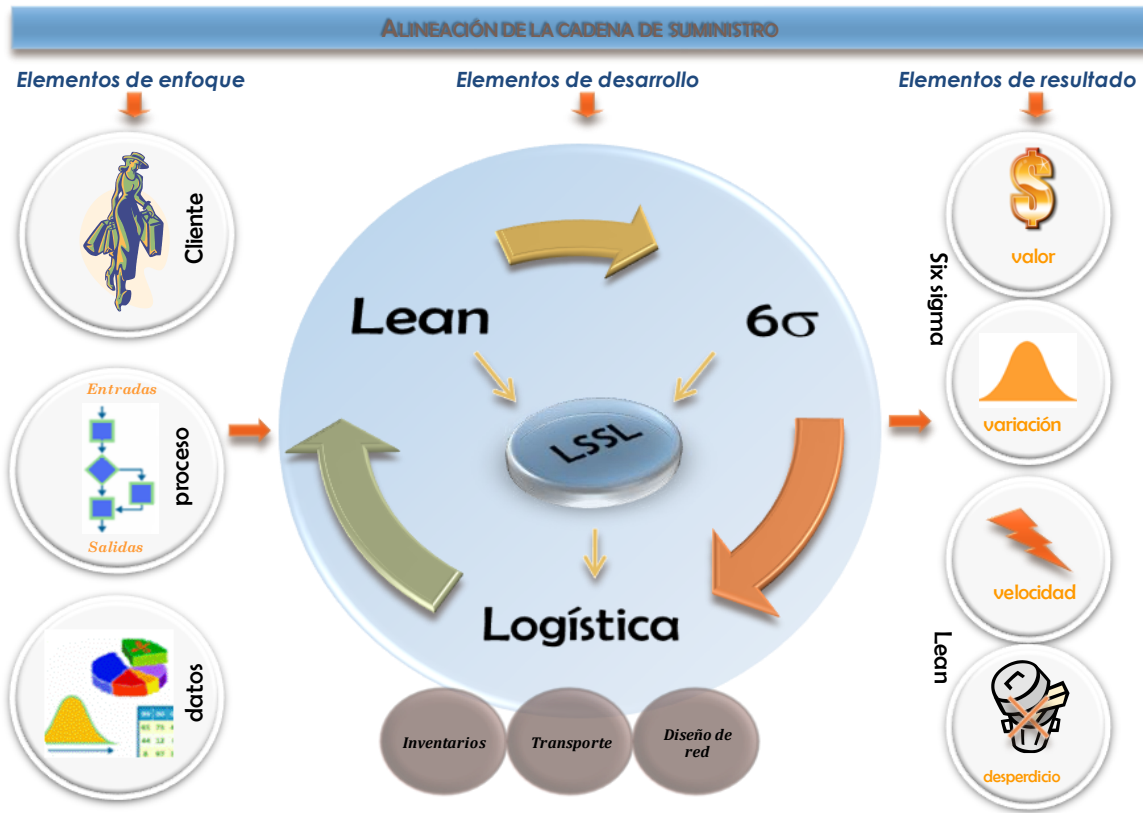 ALINEACIÓN DE LA CADENA DE SUMINISTRO
Elementos de enfoque
Elementos de desarrollo
Elementos de resultado
Cliente
Entradas
proceso
Salidas
datos
Lean
6σ
LSSL
Logística
Inventarios
Transporte
Diseño de
red
Six sigma
valor
variación
Lean
velocidad
desperdicio